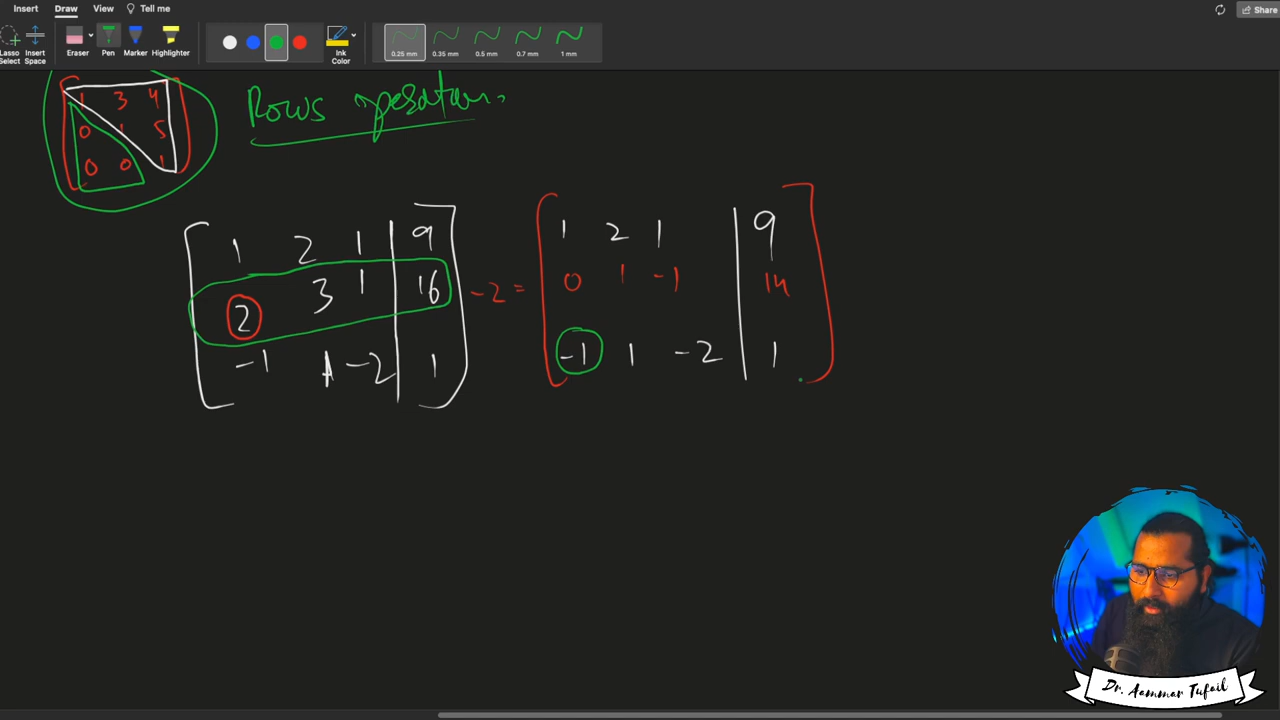 Insert Draw View Tell me
Share
Lasso Select
Insert Space
Eraser
Pen
Marker
Highlighter
Ink Color
0.25 mm 0.35 mm 0.5 mm 0.7 mm 1 mm
1 3 4
0 1 5
0 0 1
Rows operation
1 2 1 | 9
2 3 1 | 16
-1 1 -2 | 1
-2 =
1 2 1 | 9
0 1 -1 | 14
-1 1 -2 | 1
Dr. Aammar Tufail